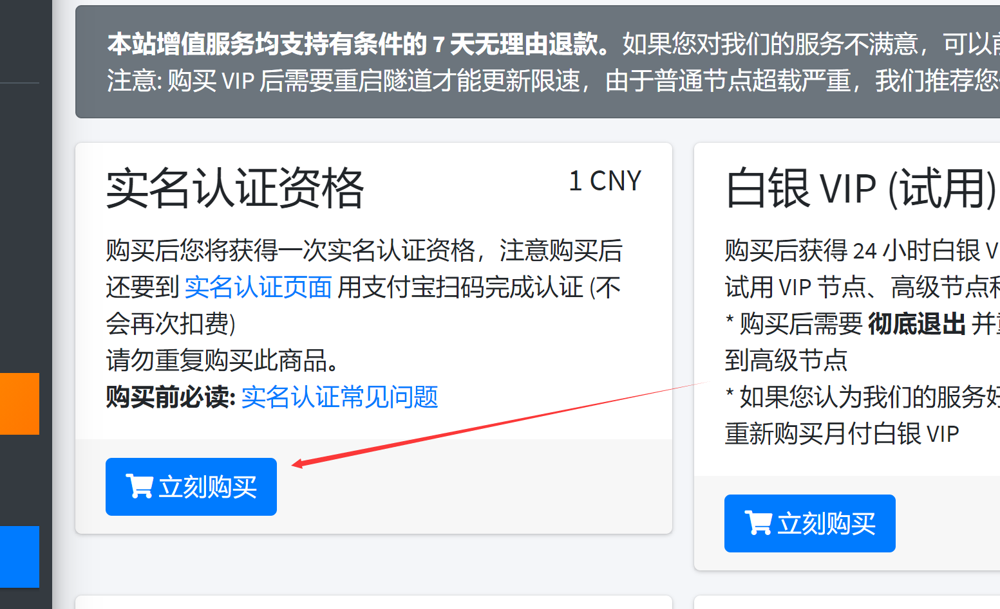 本站增值服务均支持有条件的 7 天无理由退款。如果您对我们的服务不满意，可以前
注意: 购买 VIP 后需要重启隧道才能更新限速，由于普通节点超载严重，我们推荐您
实名认证资格
1 CNY
购买后您将获得一次实名认证资格，注意购买后
还要到 实名认证页面 用支付宝扫码完成认证 (不
会再次扣费)
请勿重复购买此商品。
购买前必读: 实名认证常见问题
立刻购买
白银 VIP (试用)
购买后获得 24 小时白银 V
试用 VIP 节点、高级节点和
* 购买后需要 彻底退出 并重
到高级节点
* 如果您认为我们的服务好
重新购买月付白银 VIP
立刻购买